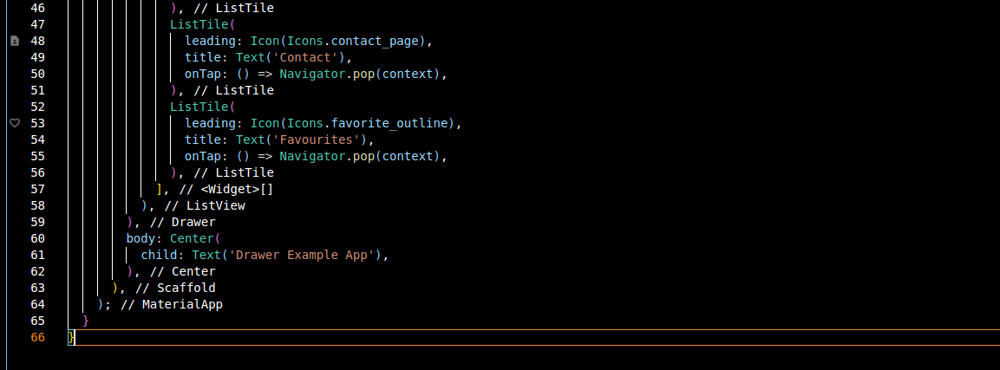 46 ), // ListTile
47 ListTile(
48 leading: Icon(Icons.contact_page),
49 title: Text('Contact'),
50 onTap: () => Navigator.pop(context),
51 ), // ListTile
52 ListTile(
53 leading: Icon(Icons.favorite_outline),
54 title: Text('Favourites'),
55 onTap: () => Navigator.pop(context),
56 ), // ListTile
57 ], // <Widget>[]
58 ), // ListView
59 ), // Drawer
60 body: Center(
61 child: Text('Drawer Example App'),
62 ), // Center
63 ), // Scaffold
64 ); // MaterialApp
65 }
66 }